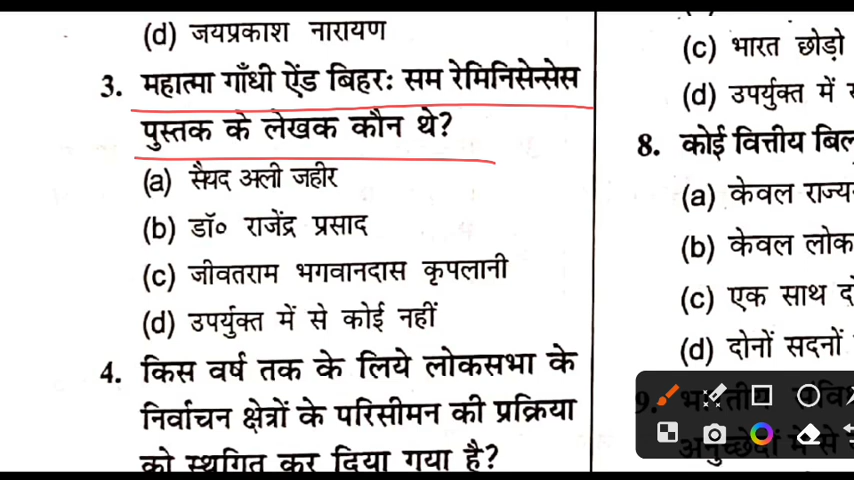 (d) जयप्रकाश नारायण
3. महात्मा गाँधी ऐंड बिहार: सम रेमिनिसेन्सेस
पुस्तक के लेखक कौन थे?
(a) सैयद अली जहीर
(b) डॉ० राजेंद्र प्रसाद
(c) जीवतराम भगवानदास कृपलानी
(d) उपर्युक्त में से कोई नहीं
4. किस वर्ष तक के लिये लोकसभा के
निर्वाचन क्षेत्रों के परिसीमन की प्रक्रिया
को स्थगित कर दिया गया है?
(c) भारत छोड़ो
(d) उपर्युक्त में
8. कोई वित्तीय
(a) केवल
(b) केवल
(c) एक साथ
(d) दोनों सदनों
9.